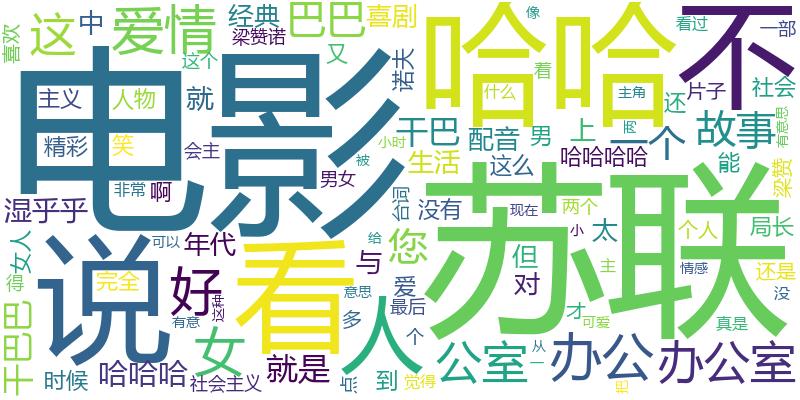 喜欢
这
中
爱情
经典
梁赞诺
巴巴
喜剧
又
这个
诺夫
哈哈
像
着
什么
看过
不
一部
主角
片子
社会
电影
主义
人物
就
精彩
笑
会主
小时
被
干巴
生活
台词
配音
这么
男
上
一个
还
故事
有意思
哈哈哈哈
能
梁赞
非常
啊
男女
湿乎乎
没有
现在
苏联
两个
小
太
个人
局长
女人
可以
年代
给
与
您
爱
但
对
主
情感
还是
没
得
说
完全
好
看
这种
有意
意思
多
最后
个
人
才
可爱
真是
干巴巴
时候
哈哈哈
社会主义
女
就是
点
到
觉得
公室
从
一
办公
把
办公室